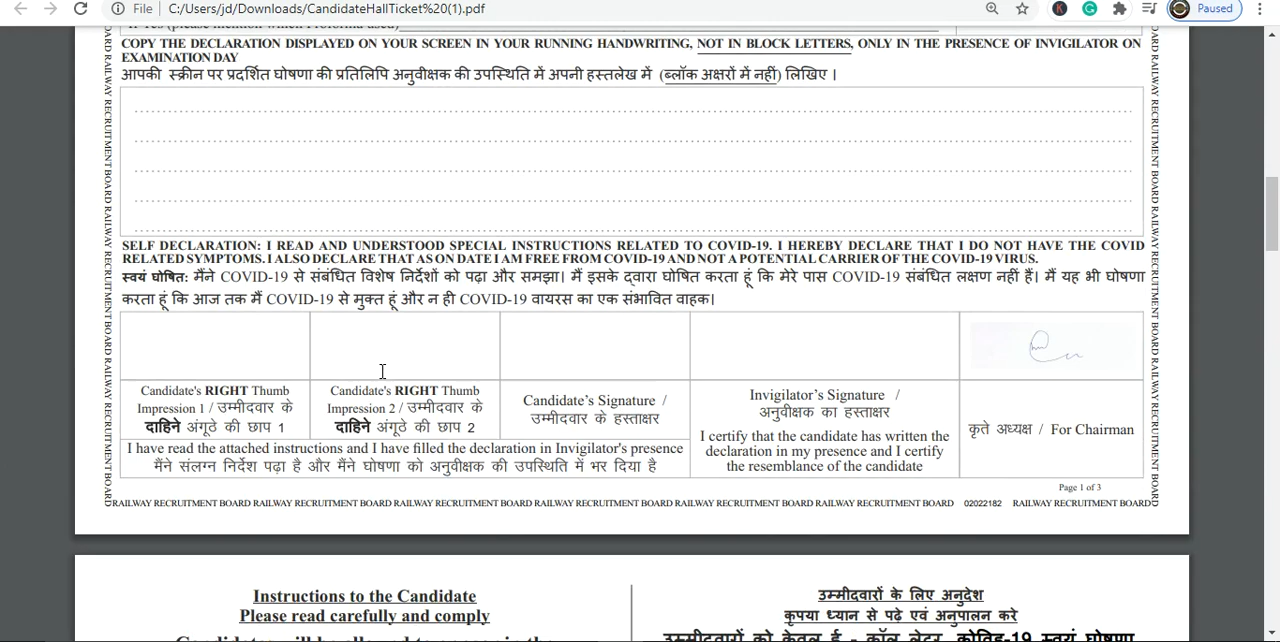 File C:/Users/jd/Downloads/CandidateHallTicket%20(1).pdf
Paused
COPY THE DECLARATION DISPLAYED ON YOUR SCREEN IN YOUR RUNNING HANDWRITING, NOT IN BLOCK LETTERS, ONLY IN THE PRESENCE OF INVIGILATOR ON
EXAMINATION DAY
आपकी स्क्रीन पर प्रदर्शित घोषणा की प्रतिलिपि अनुवीक्षक की उपस्थिति में अपनी हस्तलेख में (ब्लॉक अक्षरों में नहीं) लिखिए ।
SELF DECLARATION: I READ AND UNDERSTOOD SPECIAL INSTRUCTIONS RELATED TO COVID-19. I HEREBY DECLARE THAT I DO NOT HAVE THE COVID
RELATED SYMPTOMS. I ALSO DECLARE THAT AS ON DATE I AM FREE FROM COVID-19 AND NOT A POTENTIAL CARRIER OF THE COVID-19 VIRUS.
स्वयं घोषित: मैंने COVID-19 से संबंधित विशेष निर्देशों को पढ़ा और समझा। मैं इसके द्वारा घोषित करता हूं कि मेरे पास COVID-19 संबंधित लक्षण नहीं हैं। मैं यह भी घोषणा
करता हूं कि आज तक मैं COVID-19 से मुक्त हूं और न ही COVID-19 वायरस का एक संभावित वाहक।
Candidate's RIGHT Thumb
Impression 1 / उम्मीदवार के
दाहिने अंगूठे की छाप 1
Candidate's RIGHT Thumb
Impression 2 / उम्मीदवार के
दाहिने अंगूठे की छाप 2
Candidate's Signature /
उम्मीदवार के हस्ताक्षर
Invigilator's Signature /
अनुवीक्षक का हस्ताक्षर
I certify that the candidate has written the
declaration in my presence and I certify
the resemblance of the candidate
कृते अध्यक्ष / For Chairman
I have read the attached instructions and I have filled the declaration in Invigilator's presence
मैंने संलग्न निर्देश पढ़ा है और मैंने घोषणा को अनुवीक्षक की उपस्थिति में भर दिया है
Page 1 of 3
RAILWAY RECRUITMENT BOARD RAILWAY RECRUITMENT BOARD RAILWAY RECRUITMENT BOARD RAILWAY RECRUITMENT BOARD RAILWAY RECRUITMENT BOARD 02022182 RAILWAY RECRUITMENT BOARD
Instructions to the Candidate
Please read carefully and comply
उम्मीदवारों के लिए अनुदेश
कृपया ध्यान से पढ़े एवं अनुपालन करे